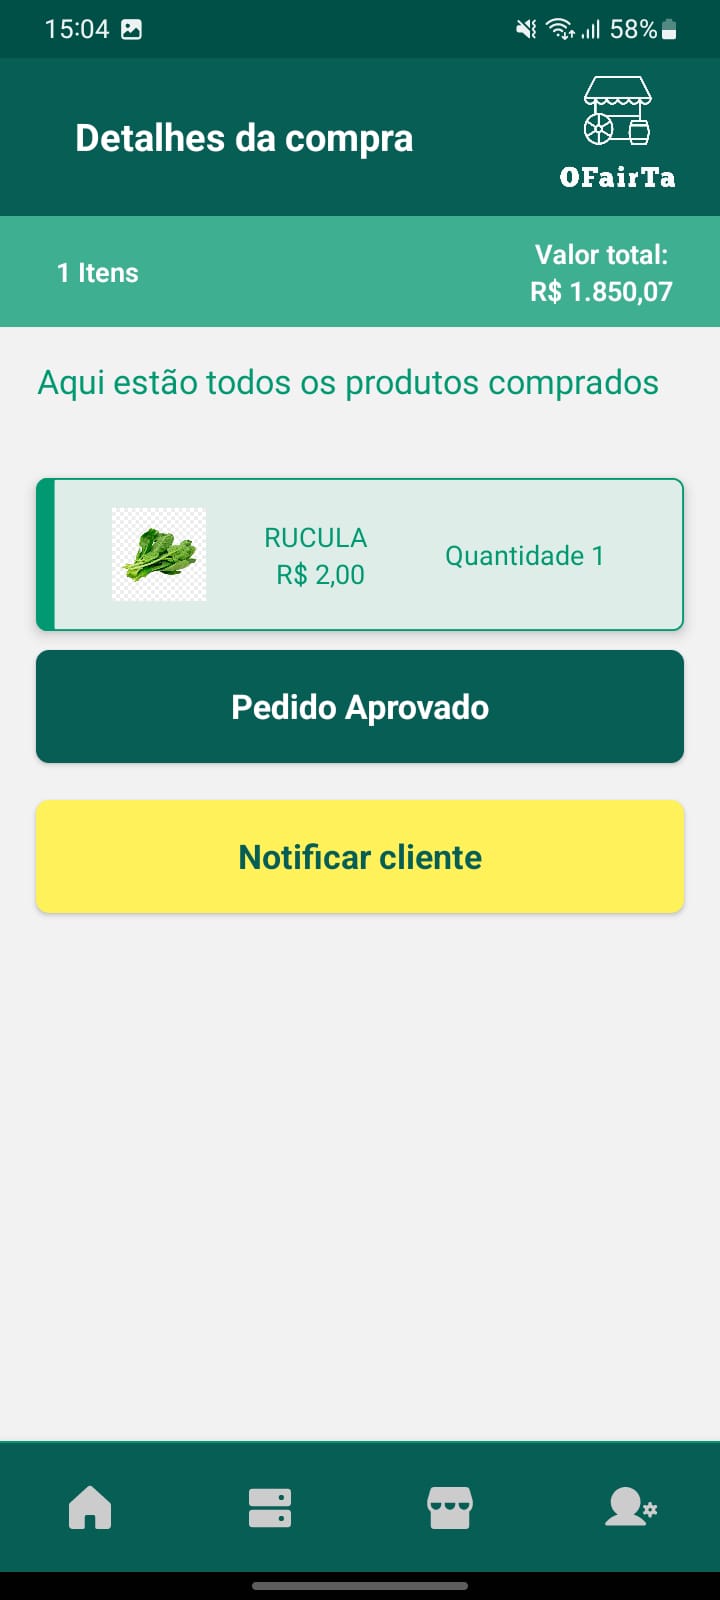 15:04
58%
Detalhes da compra
OFairTa
1 Itens
Valor total:
R$ 1.850,07
Aqui estão todos os produtos comprados
RUCULA
R$ 2,00
Quantidade 1
Pedido Aprovado
Notificar cliente